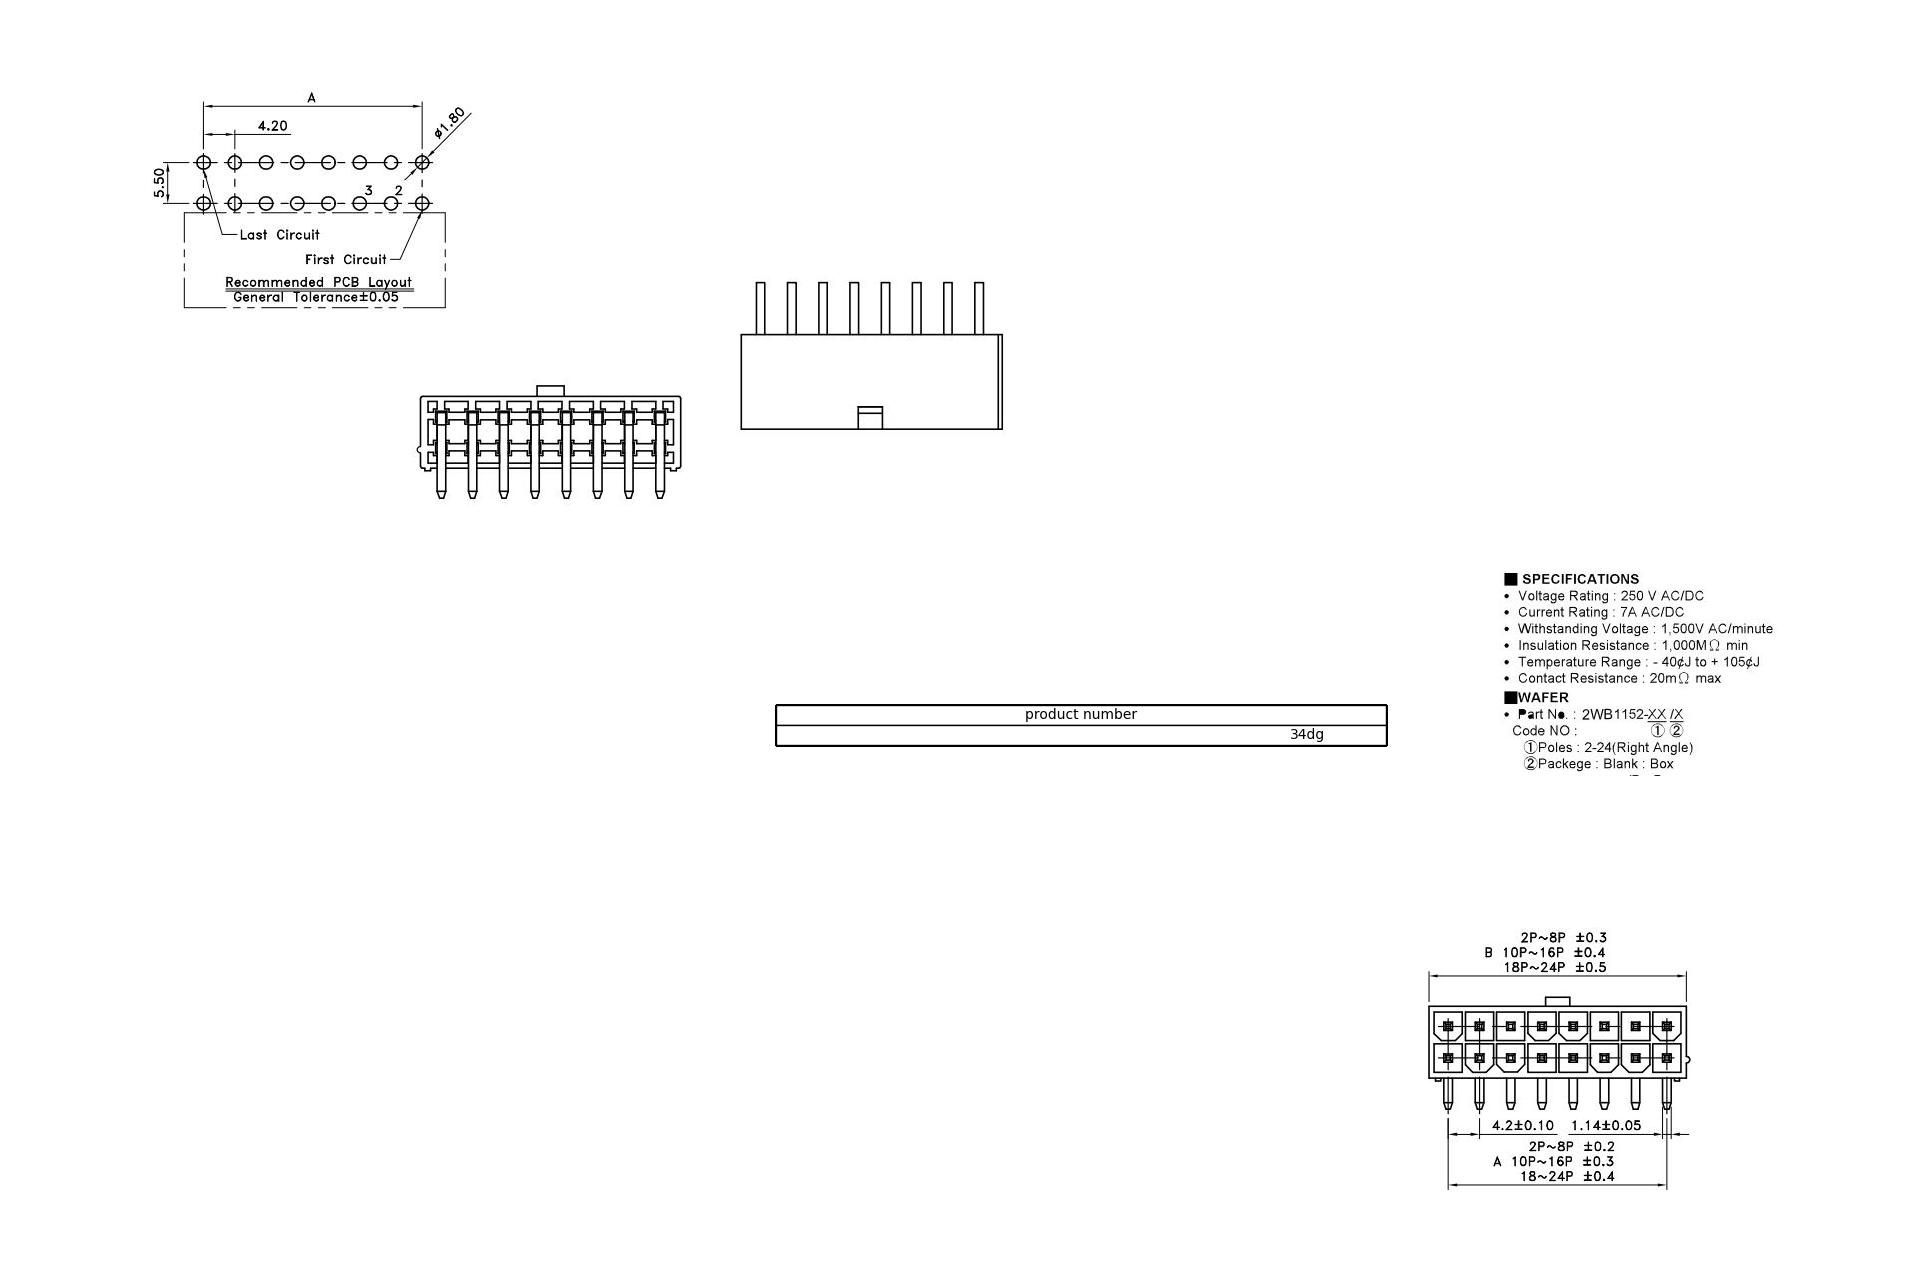 A
4.20
ø1.80
5.50
3 2
Last Circuit
First Circuit
Recommended PCB Layout
General Tolerance±0.05
■ SPECIFICATIONS
• Voltage Rating : 250 V AC/DC
• Current Rating : 7A AC/DC
• Withstanding Voltage : 1,500V AC/minute
• Insulation Resistance : 1,000MΩ min
• Temperature Range : - 40¢J to + 105¢J
• Contact Resistance : 20mΩ max
■WAFER
• Part No. : 2WB1152-XX /X
Code NO : ① ②
①Poles : 2-24(Right Angle)
②Packege : Blank : Box
product number
34dg
2P~8P ±0.3
B 10P~16P ±0.4
18P~24P ±0.5
4.2±0.10 1.14±0.05
2P~8P ±0.2
A 10P~16P ±0.3
18~24P ±0.4